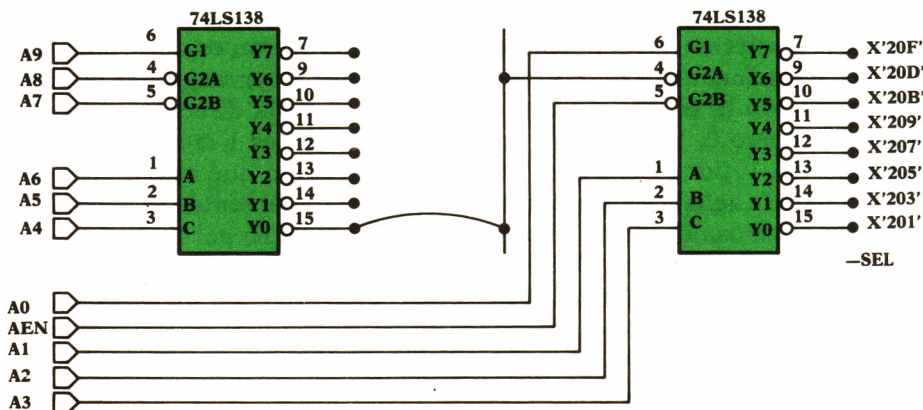 74LS138
A9 6 G1 Y7 7
A8 4 G2A Y6 9
A7 5 G2B Y5 10
Y4 11
Y3 12
A6 1 A Y2 13
A5 2 B Y1 14
A4 3 C Y0 15
74LS138
6 G1 Y7 7 X'20F'
4 G2A Y6 9 X'20D'
5 G2B Y5 10 X'20B'
Y4 11 X'209'
Y3 12 X'207'
1 A Y2 13 X'205'
2 B Y1 14 X'203'
3 C Y0 15 X'201'
—SEL
A0
AEN
A1
A2
A3